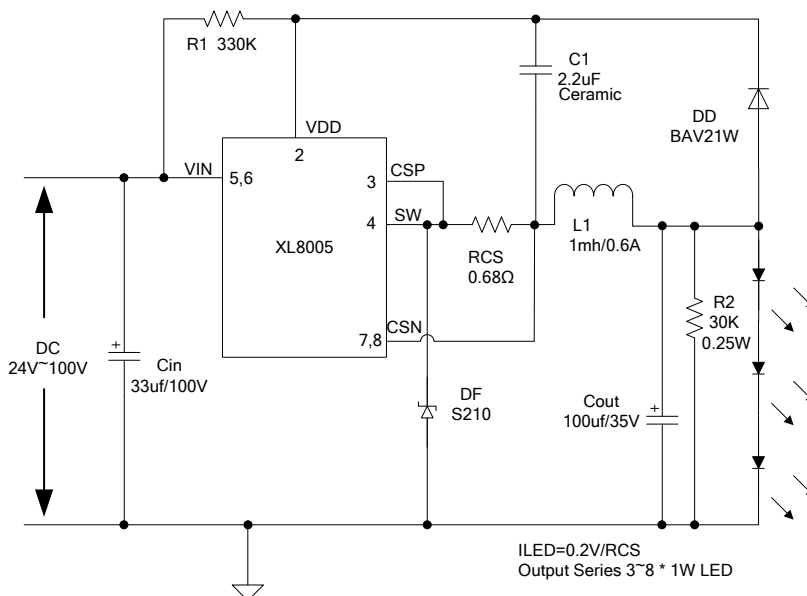 R1 330K
C1
2.2uF
Ceramic
DD
BAV21W
VDD
2
VIN
5,6
CSP
3
SW
4
XL8005
RCS
0.68Ω
L1
1mh/0.6A
CSN
7,8
R2
30K
0.25W
DC
24V~100V
+
Cin
33uf/100V
DF
S210
Cout
100uf/35V
+
ILED=0.2V/RCS
Output Series 3~8 * 1W LED